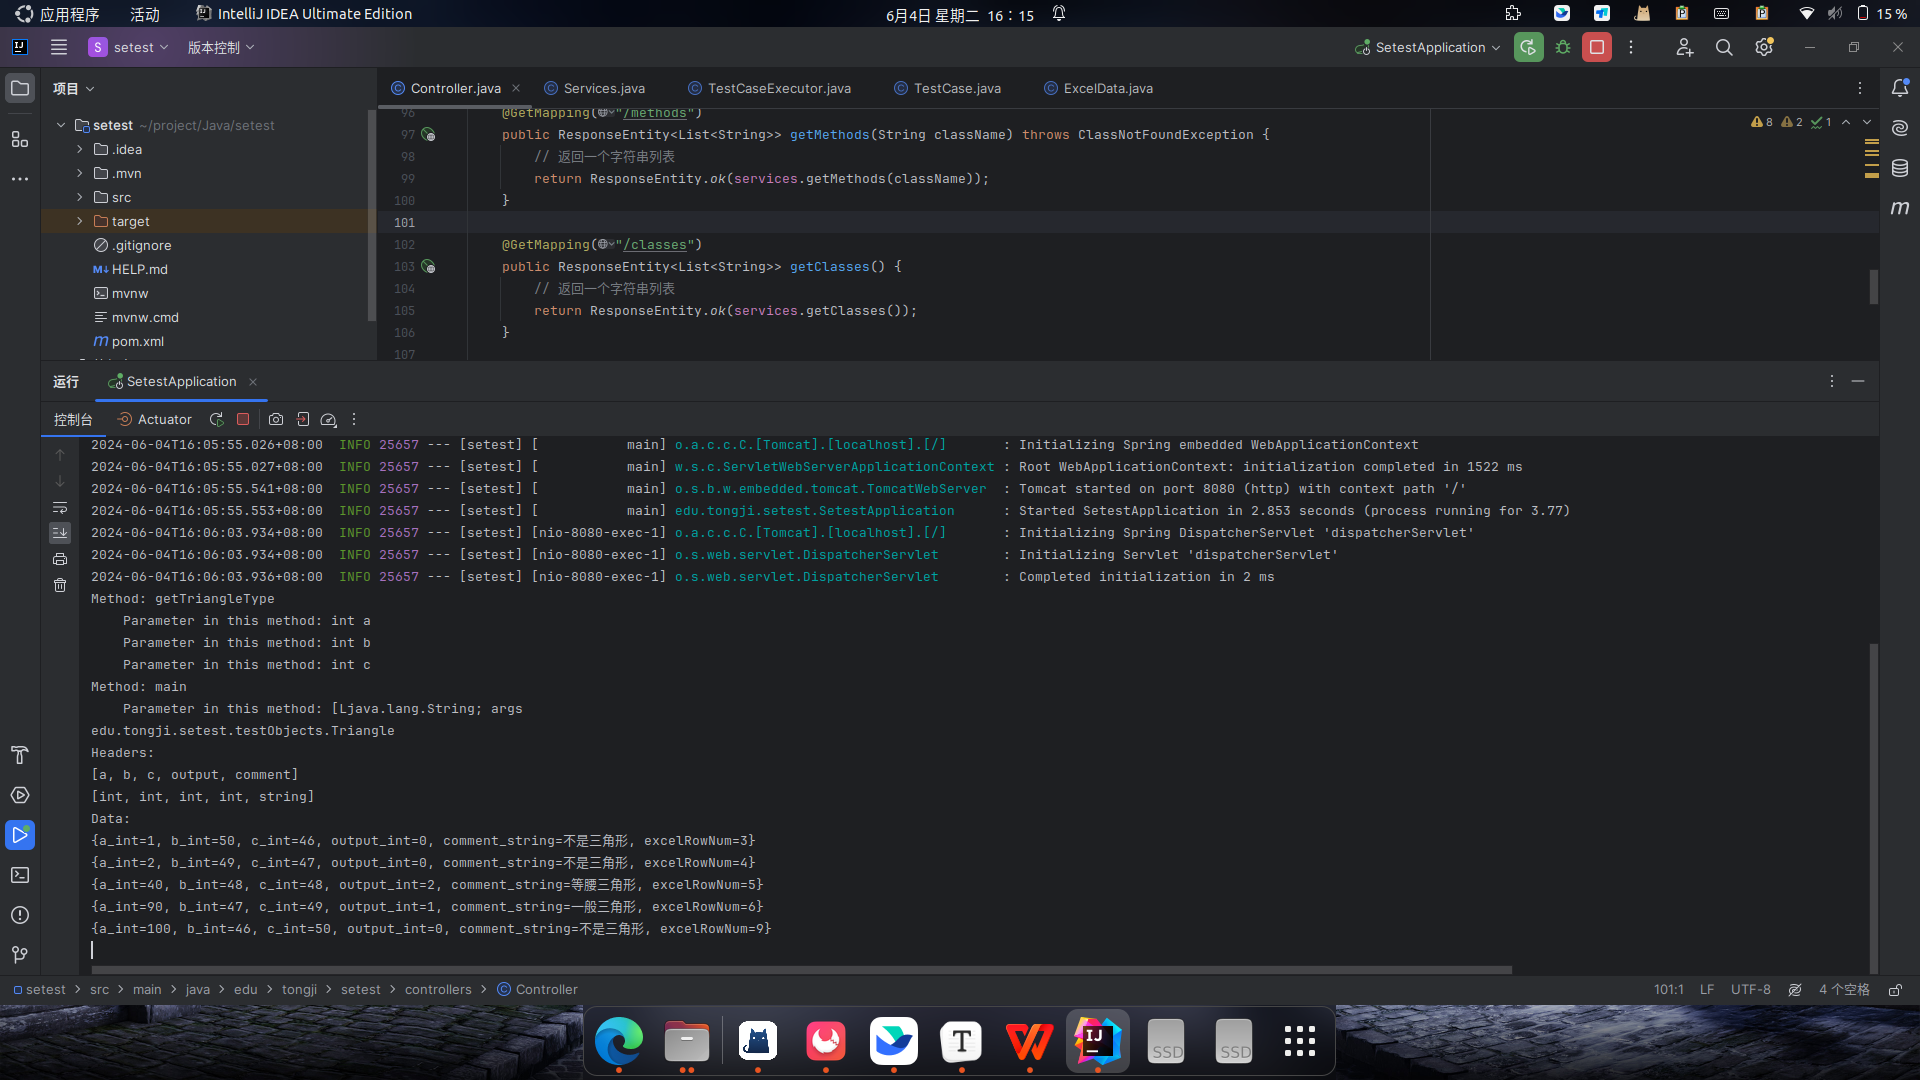 应用程序 活动 IntelliJ IDEA Ultimate Edition 6月4日 星期二 16：15 15 %
S setest 版本控制 SetestApplication
项目 Controller.java Services.java TestCaseExecutor.java TestCase.java ExcelData.java
setest ~/project/Java/setest
.idea
.mvn
src
target
.gitignore
M↓ HELP.md
mvnw
mvnw.cmd
m pom.xml
8 2 1
96 @GetMapping("/methods")
97 public ResponseEntity<List<String>> getMethods(String className) throws ClassNotFoundException {
98 // 返回一个字符串列表
99 return ResponseEntity.ok(services.getMethods(className));
100 }
101
102 @GetMapping("/classes")
103 public ResponseEntity<List<String>> getClasses() {
104 // 返回一个字符串列表
105 return ResponseEntity.ok(services.getClasses());
106 }
107
运行 SetestApplication
控制台 Actuator
2024-06-04T16:05:55.026+08:00 INFO 25657 --- [setest] [ main] o.a.c.c.C.[Tomcat].[localhost].[/] : Initializing Spring embedded WebApplicationContext
2024-06-04T16:05:55.027+08:00 INFO 25657 --- [setest] [ main] w.s.c.ServletWebServerApplicationContext : Root WebApplicationContext: initialization completed in 1522 ms
2024-06-04T16:05:55.541+08:00 INFO 25657 --- [setest] [ main] o.s.b.w.embedded.tomcat.TomcatWebServer : Tomcat started on port 8080 (http) with context path '/'
2024-06-04T16:05:55.553+08:00 INFO 25657 --- [setest] [ main] edu.tongji.setest.SetestApplication : Started SetestApplication in 2.853 seconds (process running for 3.77)
2024-06-04T16:06:03.934+08:00 INFO 25657 --- [setest] [nio-8080-exec-1] o.a.c.c.C.[Tomcat].[localhost].[/] : Initializing Spring DispatcherServlet 'dispatcherServlet'
2024-06-04T16:06:03.934+08:00 INFO 25657 --- [setest] [nio-8080-exec-1] o.s.web.servlet.DispatcherServlet : Initializing Servlet 'dispatcherServlet'
2024-06-04T16:06:03.936+08:00 INFO 25657 --- [setest] [nio-8080-exec-1] o.s.web.servlet.DispatcherServlet : Completed initialization in 2 ms
Method: getTriangleType
Parameter in this method: int a
Parameter in this method: int b
Parameter in this method: int c
Method: main
Parameter in this method: [Ljava.lang.String; args
edu.tongji.setest.testObjects.Triangle
Headers:
[a, b, c, output, comment]
[int, int, int, int, string]
Data:
{a_int=1, b_int=50, c_int=46, output_int=0, comment_string=不是三角形, excelRowNum=3}
{a_int=2, b_int=49, c_int=47, output_int=0, comment_string=不是三角形, excelRowNum=4}
{a_int=40, b_int=48, c_int=48, output_int=2, comment_string=等腰三角形, excelRowNum=5}
{a_int=90, b_int=47, c_int=49, output_int=1, comment_string=一般三角形, excelRowNum=6}
{a_int=100, b_int=46, c_int=50, output_int=0, comment_string=不是三角形, excelRowNum=9}
setest > src > main > java > edu > tongji > setest > controllers > Controller 101:1 LF UTF-8 4 个空格
T IJ SSD SSD